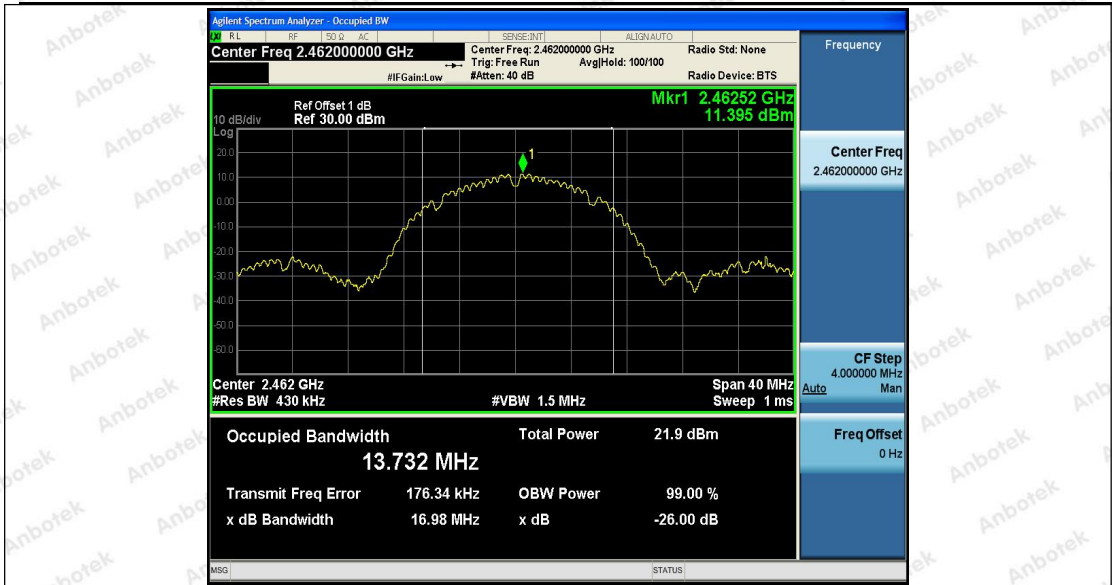 Agilent Spectrum Analyzer - Occupied BW
LXI RL RF 50 Ω AC SENSE:INT ALIGN AUTO
Center Freq 2.462000000 GHz
Center Freq: 2.462000000 GHz Radio Std: None
Trig: Free Run Avg|Hold: 100/100
#IFGain:Low #Atten: 40 dB Radio Device: BTS
Ref Offset 1 dB
10 dB/div Ref 30.00 dBm
Mkr1 2.46252 GHz
11.395 dBm
Log
20.0
10.0
0.00
-10.0
-20.0
-30.0
-40.0
-50.0
-60.0
1
Center 2.462 GHz Span 40 MHz
#Res BW 430 kHz #VBW 1.5 MHz Sweep 1 ms
Occupied Bandwidth Total Power 21.9 dBm
13.732 MHz
Transmit Freq Error 176.34 kHz OBW Power 99.00 %
x dB Bandwidth 16.98 MHz x dB -26.00 dB
MSG STATUS
Frequency
Center Freq
2.462000000 GHz
CF Step
4.000000 MHz
Auto Man
Freq Offset
0 Hz
Anbotek